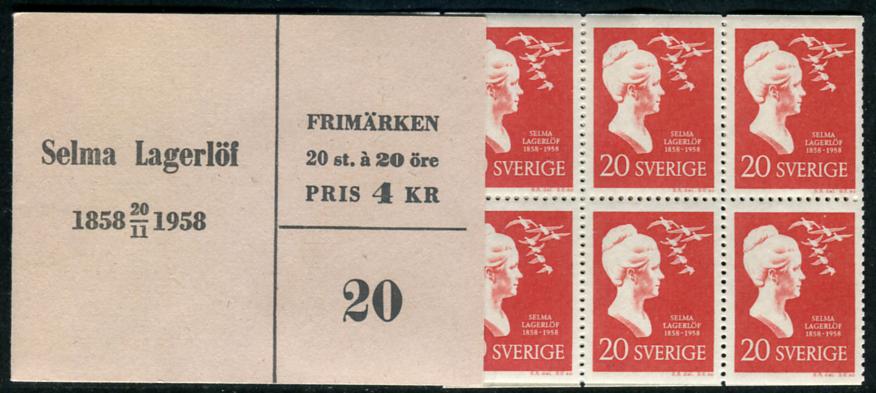 Selma Lagerlöf
1858 20/11 1958
FRIMÄRKEN
20 st. à 20 öre
PRIS 4 KR
20
SELMA
LAGERLÖF
1858-1958
SVERIGE
SELMA
LAGERLÖF
1858-1958
20 SVERIGE
SELMA
LAGERLÖF
1858-1958
20 SVERIGE
SELMA
LAGERLÖF
1858-1958
SVERIGE
SELMA
LAGERLÖF
1858-1958
20 SVERIGE
SELMA
LAGERLÖF
1858-1958
20 SVERIGE